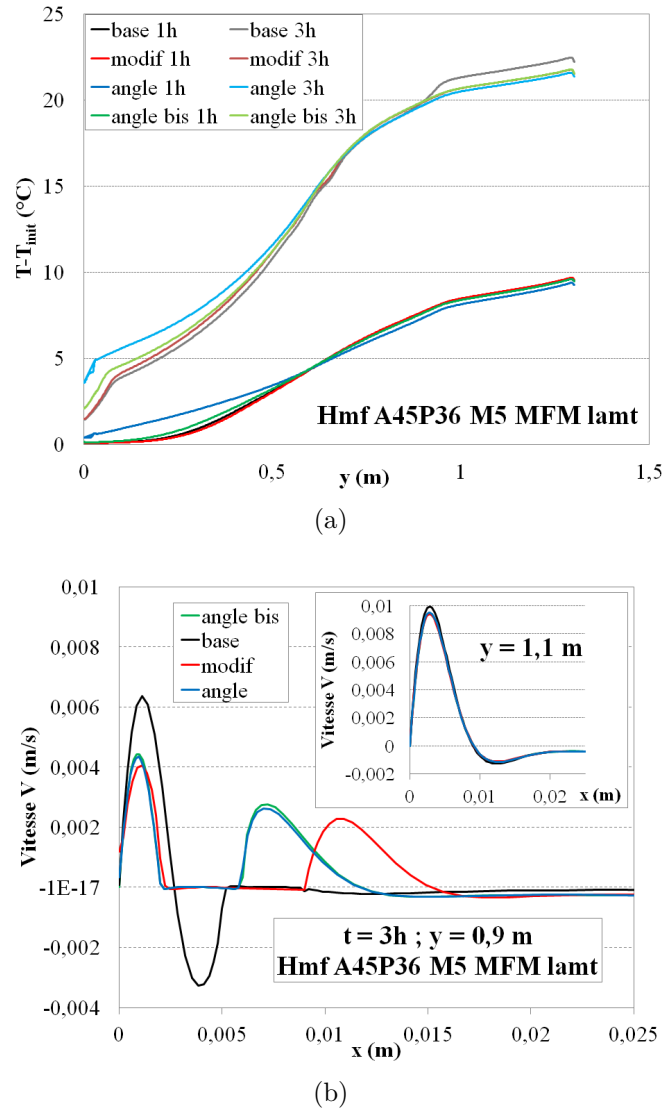 25
20
15
10
5
0
T-Tinit (°C)
base 1h
base 3h
modif 1h
modif 3h
angle 1h
angle 3h
angle bis 1h
angle bis 3h
Hmf A45P36 M5 MFM lamt
0
0,5
1
1,5
y (m)
(a)
0,01
0,008
0,006
0,004
0,002
-1E-17
-0,002
-0,004
Vitesse V (m/s)
angle bis
base
modif
angle
0,01
0,008
0,006
0,004
0,002
0
-0,002
Vitesse V (m/s)
y = 1,1 m
0
0,01
0,02
x (m)
t = 3h ; y = 0,9 m
Hmf A45P36 M5 MFM lamt
0
0,005
0,01
0,015
0,02
0,025
x (m)
(b)